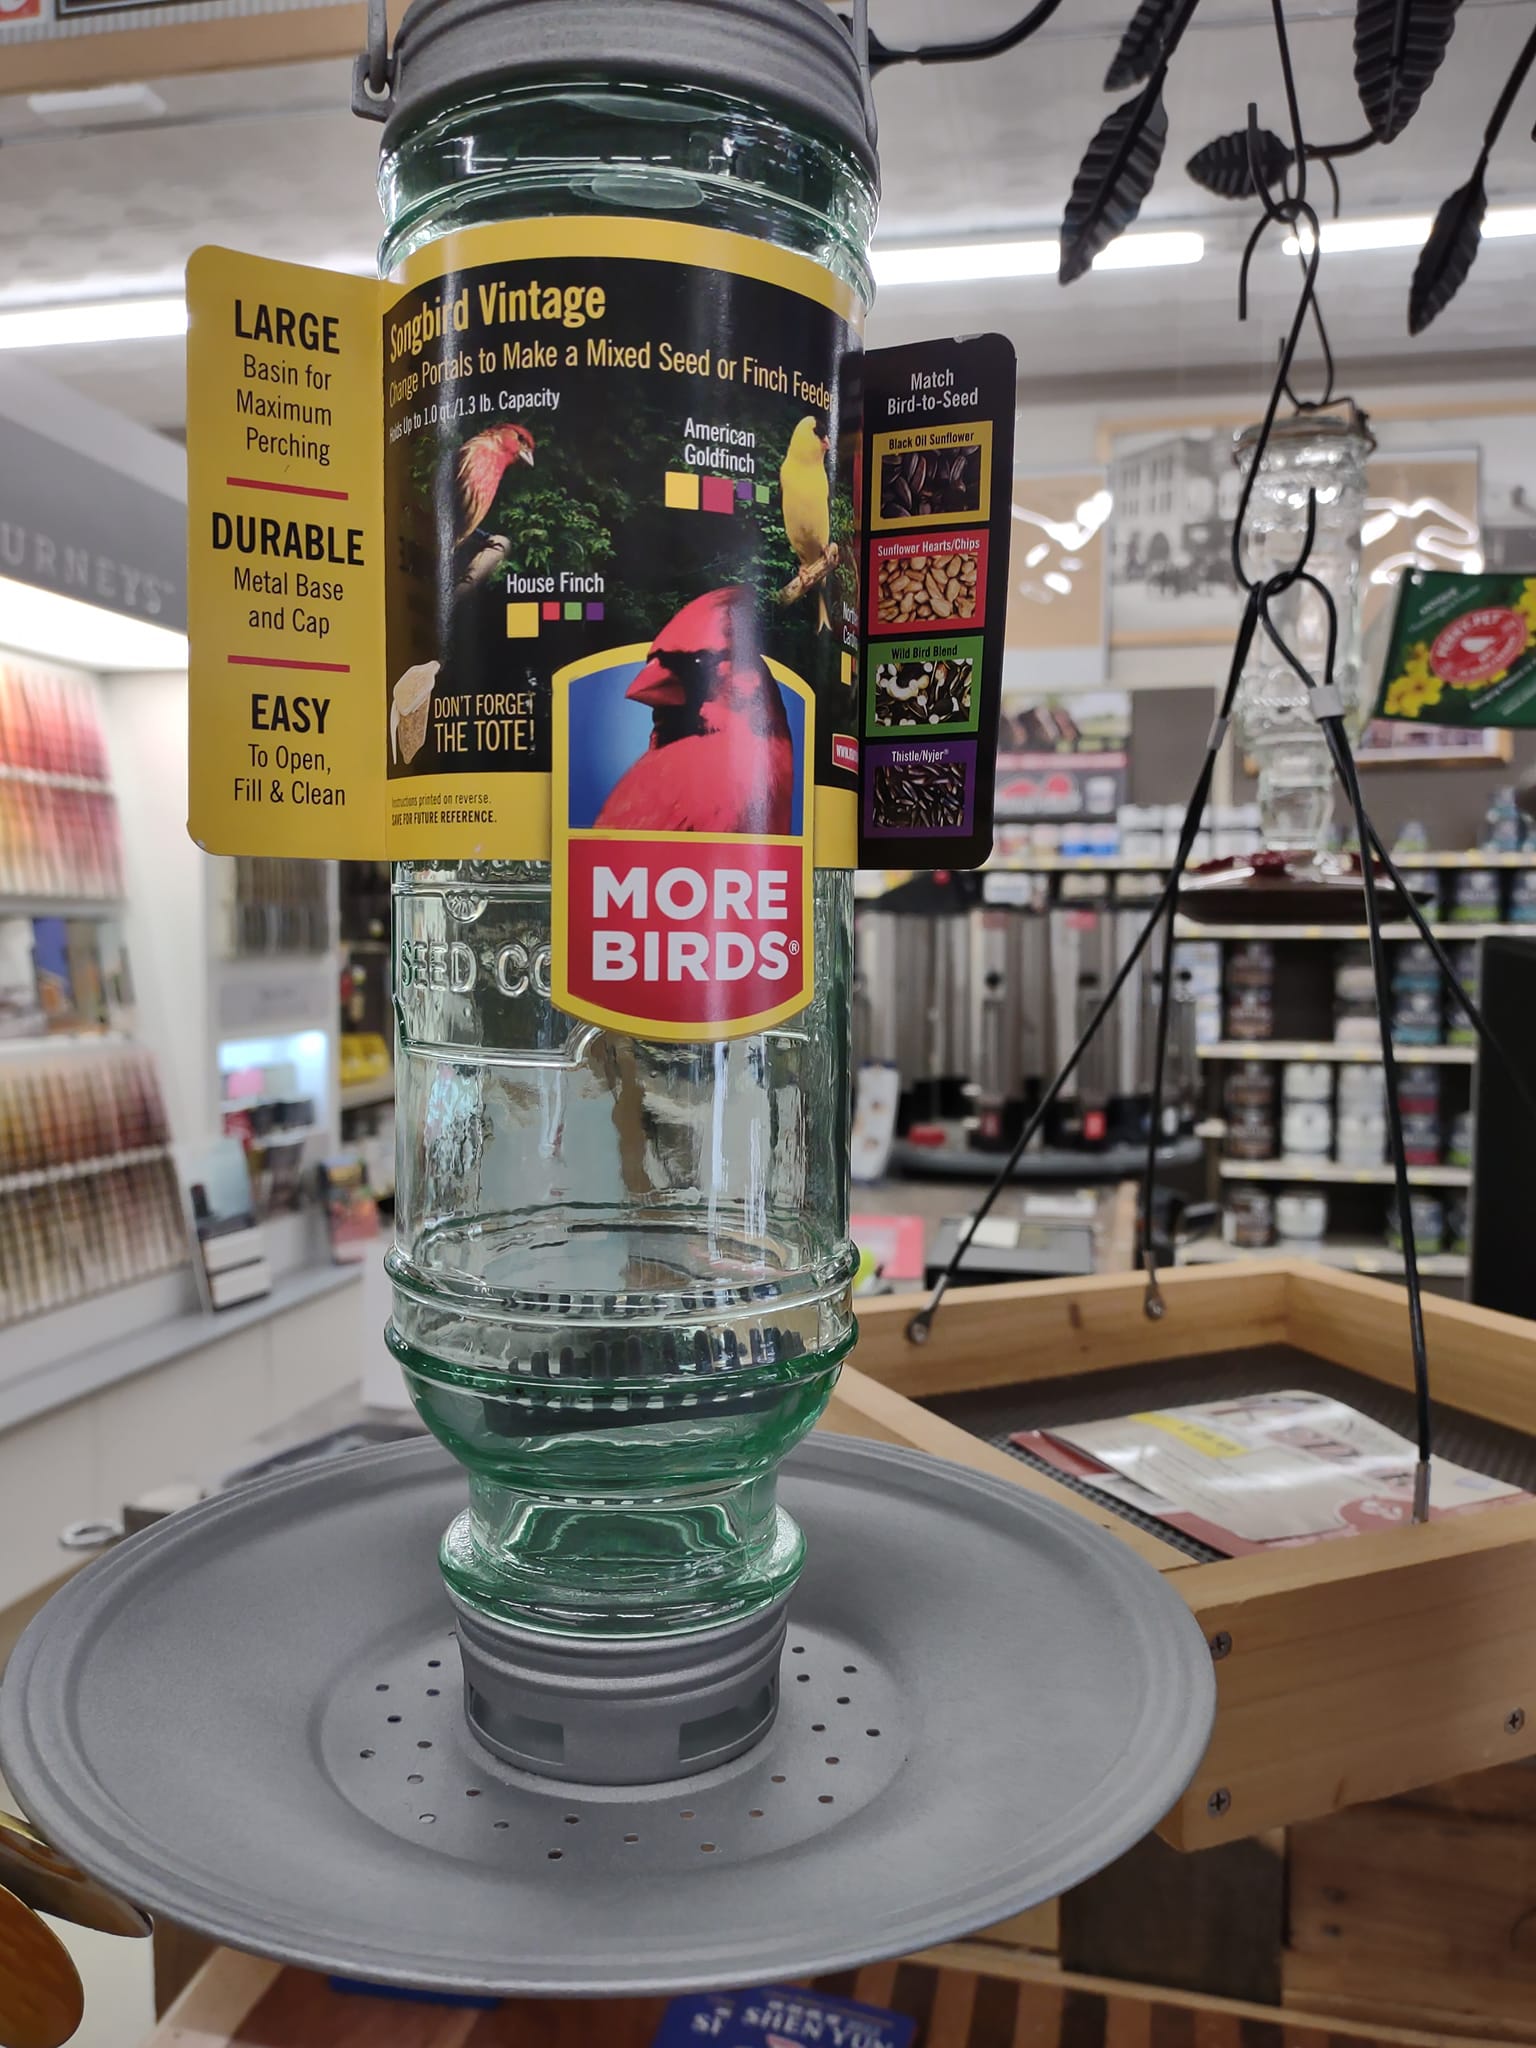 LARGE
Basin for
Maximum
Perching
DURABLE
Metal Base
and Cap
EASY
To Open,
Fill & Clean
Songbird Vintage
Change Portals to Make a Mixed Seed or Finch Feeder
Holds Up to 1.0 qt./1.3 lb. Capacity
American
Goldfinch
House Finch
DON'T FORGET
THE TOTE!
Instructions printed on reverse.
SAVE FOR FUTURE REFERENCE.
MORE
BIRDS®
Match
Bird-to-Seed
Black Oil Sunflower
Sunflower Hearts/Chips
Wild Bird Blend
Thistle/Nyjer®
SEED CO
URNEYS
SHEN YUN